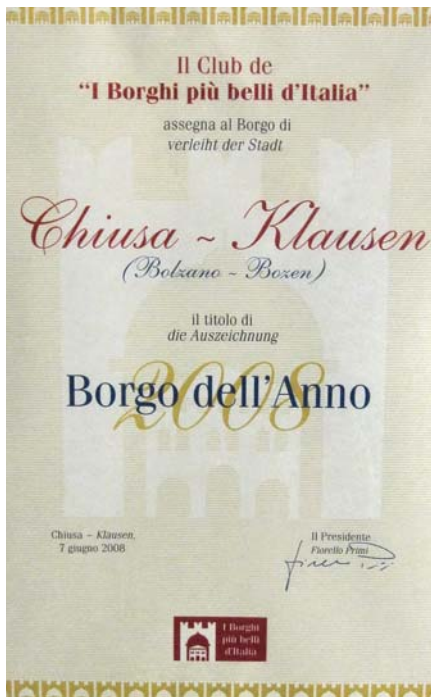 Il Club de
“I Borghi più belli d’Italia”
assegna al Borgo di
verleiht der Stadt
Chiusa ~ Klausen
(Bolzano ~ Bozen)
il titolo di
die Auszeichnung
2008
Borgo dell’Anno
Chiusa – Klausen,
7 giugno 2008
Il Presidente
Fiorello Primi
I Borghi
più belli
d’Italia